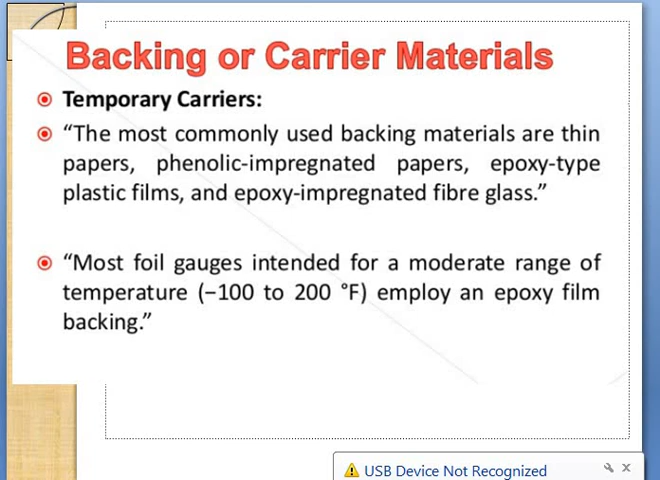 Backing or Carrier Materials
Temporary Carriers:
“The most commonly used backing materials are thin
papers, phenolic-impregnated papers, epoxy-type
plastic films, and epoxy-impregnated fibre glass.”
“Most foil gauges intended for a moderate range of
temperature (−100 to 200 °F) employ an epoxy film
backing.”
USB Device Not Recognized